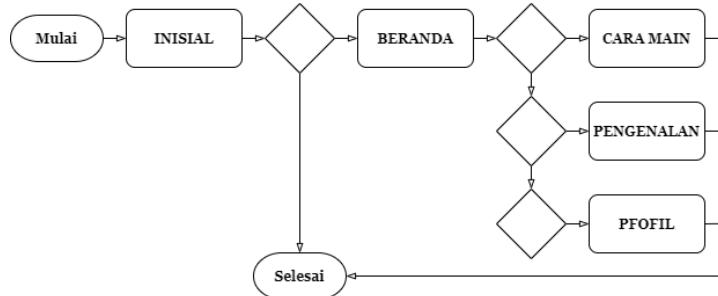 Mulai
INISIAL
BERANDA
CARA MAIN
PENGENALAN
PFOFIL
Selesai